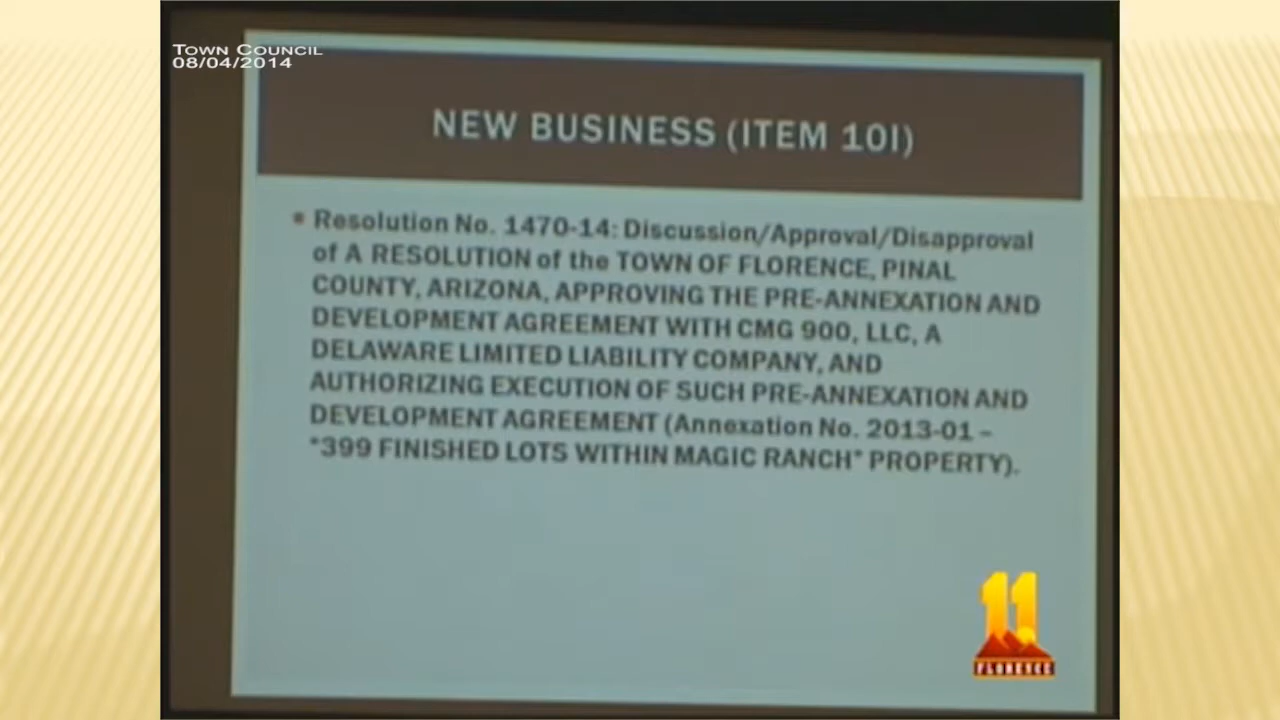 TOWN COUNCIL
08/04/2014
NEW BUSINESS (ITEM 10I)
Resolution No. 1470-14: Discussion/Approval/Disapproval
of A RESOLUTION of the TOWN OF FLORENCE, PINAL
COUNTY, ARIZONA, APPROVING THE PRE-ANNEXATION AND
DEVELOPMENT AGREEMENT WITH CMG 900, LLC, A
DELAWARE LIMITED LIABILITY COMPANY, AND
AUTHORIZING EXECUTION OF SUCH PRE-ANNEXATION AND
DEVELOPMENT AGREEMENT (Annexation No. 2013-01 –
"399 FINISHED LOTS WITHIN MAGIC RANCH" PROPERTY).
11
FLORENCE